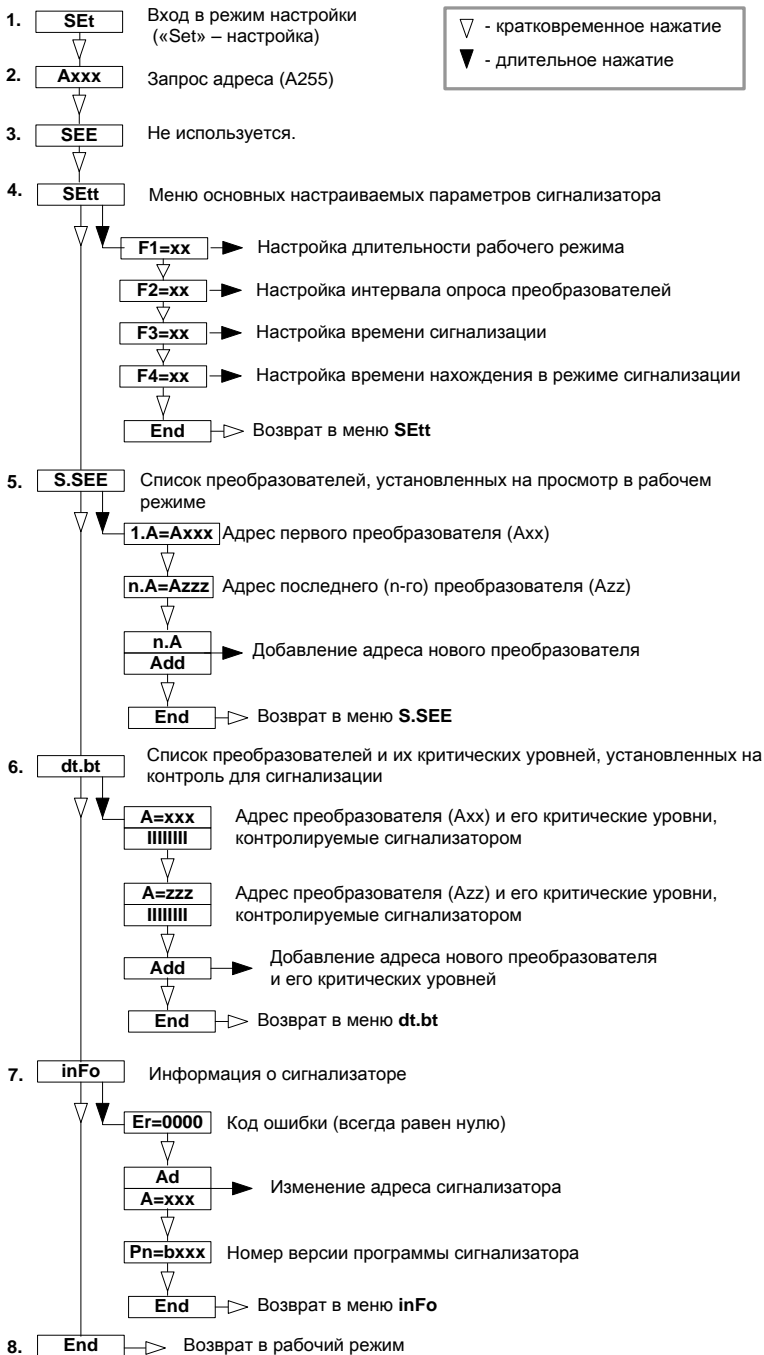 1. SEt Вход в режим настройки
(«Set» – настройка)
- кратковременное нажатие
- длительное нажатие
2. Axxx Запрос адреса (A255)
3. SEE Не используется.
4. SEtt Меню основных настраиваемых параметров сигнализатора
F1=xx Настройка длительности рабочего режима
F2=xx Настройка интервала опроса преобразователей
F3=xx Настройка времени сигнализации
F4=xx Настройка времени нахождения в режиме сигнализации
End Возврат в меню SEtt
5. S.SEE Список преобразователей, установленных на просмотр в рабочем
режиме
1.A=Axxx Адрес первого преобразователя (Axx)
n.A=Azzz Адрес последнего (n-го) преобразователя (Azz)
n.A
Add Добавление адреса нового преобразователя
End Возврат в меню S.SEE
6. dt.bt Список преобразователей и их критических уровней, установленных на
контроль для сигнализации
A=xxx Адрес преобразователя (Axx) и его критические уровни,
IIIIIIII контролируемые сигнализатором
A=zzz Адрес преобразователя (Azz) и его критические уровни,
IIIIIIII контролируемые сигнализатором
Add Добавление адреса нового преобразователя
и его критических уровней
End Возврат в меню dt.bt
7. inFo Информация о сигнализаторе
Er=0000 Код ошибки (всегда равен нулю)
Ad
A=xxx Изменение адреса сигнализатора
Pn=bxxx Номер версии программы сигнализатора
End Возврат в меню inFo
8. End Возврат в рабочий режим